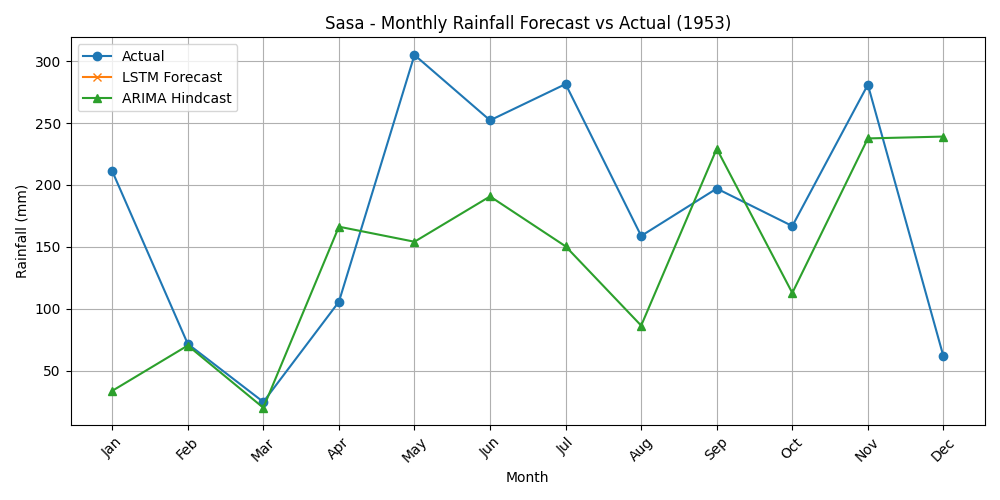 Sasa - Monthly Rainfall Forecast vs Actual (1953)
Actual
LSTM Forecast
ARIMA Hindcast
Rainfall (mm)
300
250
200
150
100
50
Jan
Feb
Mar
Apr
May
Jun
Jul
Aug
Sep
Oct
Nov
Dec
Month